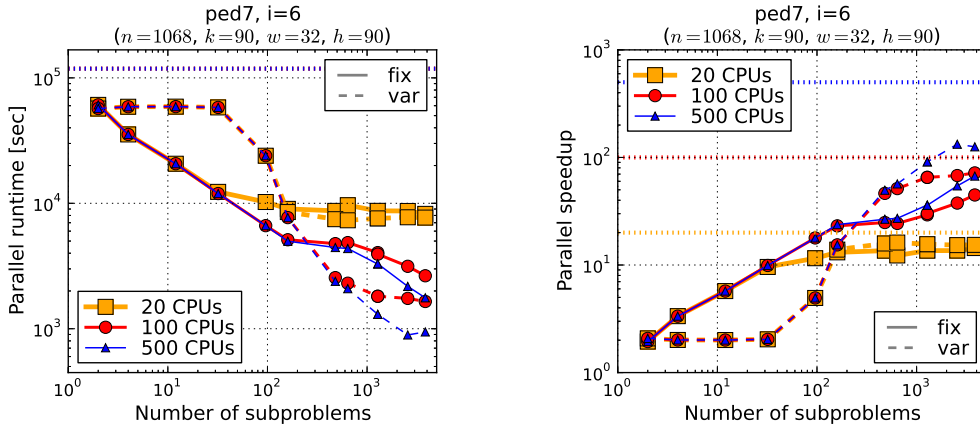 ped7, i=6
(n=1068, k=90, w=32, h=90)
Parallel runtime [sec]
10^5
10^4
10^3
fix
var
20 CPUs
100 CPUs
500 CPUs
10^0 10^1 10^2 10^3
Number of subproblems
ped7, i=6
(n=1068, k=90, w=32, h=90)
Parallel speedup
10^3
10^2
10^1
10^0
20 CPUs
100 CPUs
500 CPUs
fix
var
10^0 10^1 10^2 10^3
Number of subproblems